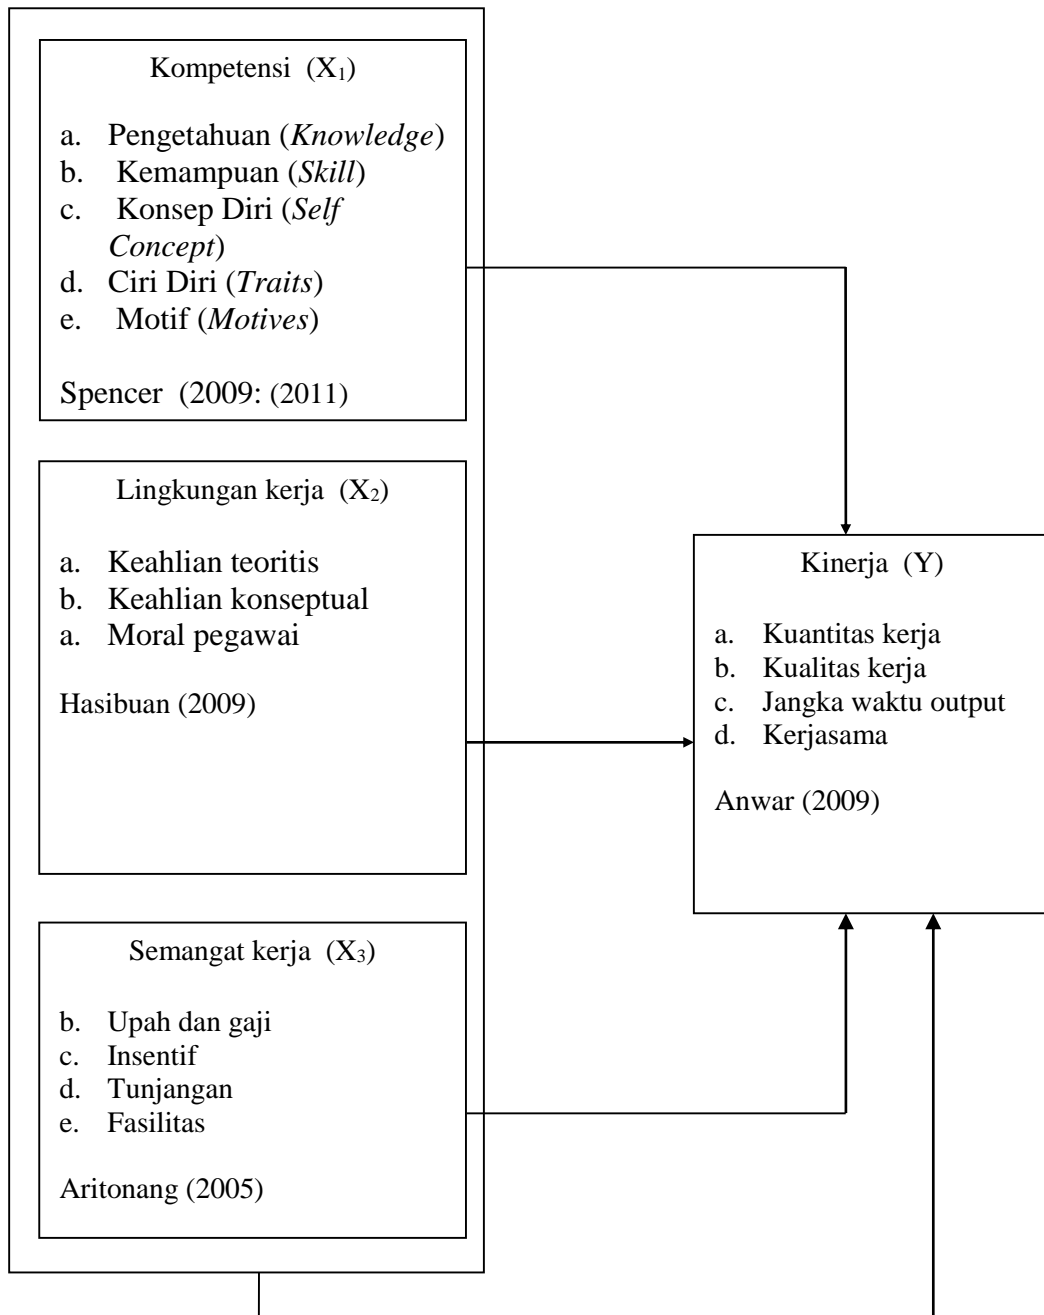 Kompetensi (X₁)
a. Pengetahuan (Knowledge)
b. Kemampuan (Skill)
c. Konsep Diri (Self
Concept)
d. Ciri Diri (Traits)
e. Motif (Motives)
Spencer (2009: (2011)
Lingkungan kerja (X₂)
a. Keahlian teoritis
b. Keahlian konseptual
a. Moral pegawai
Hasibuan (2009)
Semangat kerja (X₃)
b. Upah dan gaji
c. Insentif
d. Tunjangan
e. Fasilitas
Aritonang (2005)
Kinerja (Y)
a. Kuantitas kerja
b. Kualitas kerja
c. Jangka waktu output
d. Kerjasama
Anwar (2009)